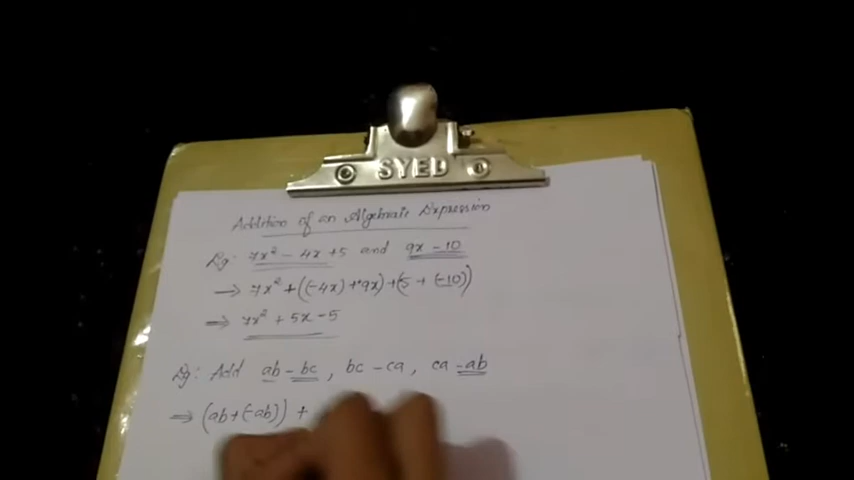 SYED
Addition of an Algebraic Expression
Eg: 7x² - 4x + 5 and 9x - 10
→ 7x² + ((-4x) + 9x) + (5 + (-10))
⇒ 7x² + 5x - 5
Eg: Add ab - bc, bc - ca, ca - ab
⇒ (ab + (-ab)) +